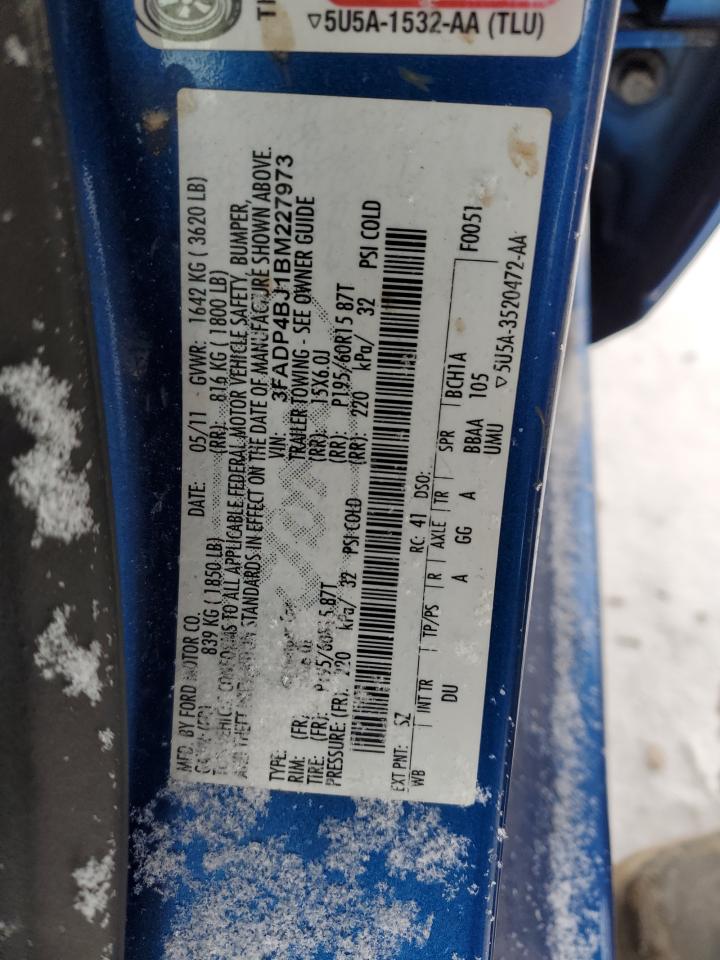 TI
▽5U5A-1532-AA (TLU)
MFD. BY FORD MOTOR CO.
DATE: 05/11 GVWR: 1642 KG ( 3620 LB)
839 KG ( 1850 LB) (RR): 816 KG ( 1800 LB)
TO ALL APPLICABLE FEDERAL MOTOR VEHICLE SAFETY, BUMPER,
AND THEFT STANDARDS IN EFFECT ON THE DATE OF MANUFACTURE SHOWN ABOVE.
VIN: 3FADP4BJ1BM227973
TYPE: TRAILER TOWING - SEE OWNER GUIDE
RIM: (FR): (RR): 15X6.0J
TIRE: (FR): (RR): P195/60R15 87T
PRESSURE: (FR): 220 kPa/ 32 PSI COLD (RR): 220 kPa/ 32 PSI COLD
EXT PNT: SZ RC: 41 DSO: F0051
WB INT TR TP/PS R AXLE TR SPR BCH1A
DU A GG A BBAA 105
UMU
▽5U5A-3520472-AA